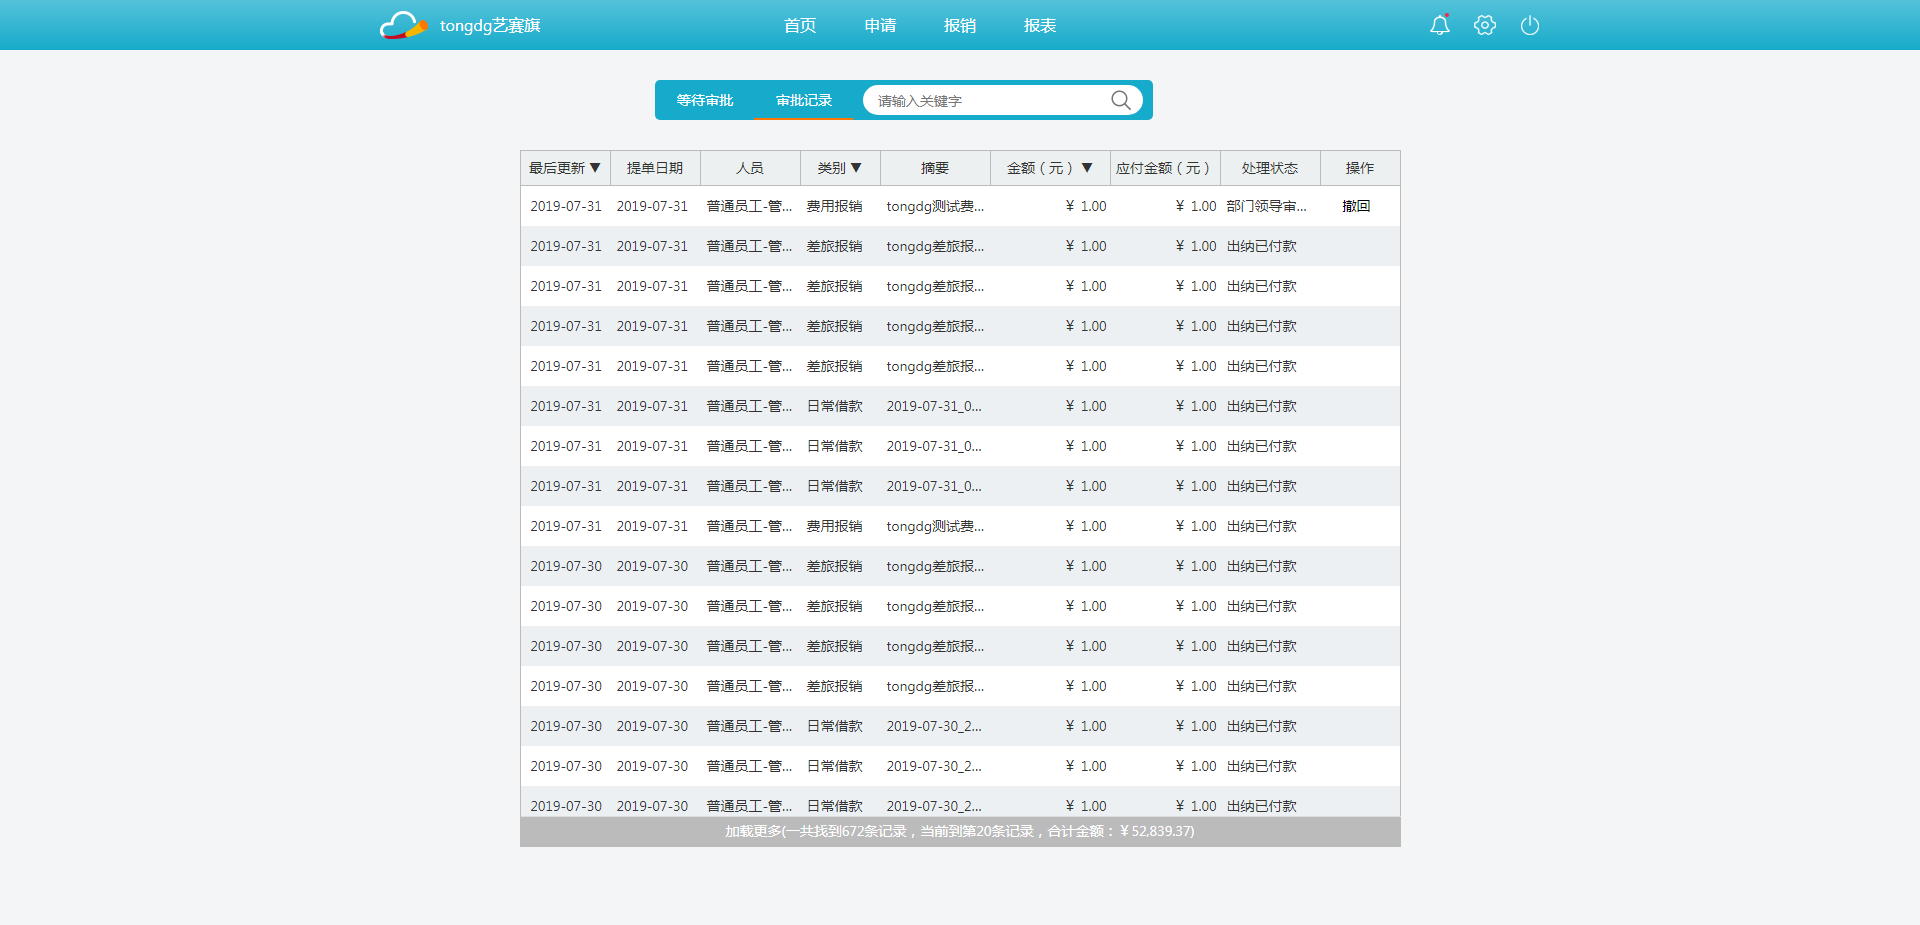 tongdg艺赛旗 首页 申请 报销 报表
等待审批 审批记录 请输入关键字
最后更新▼ 提单日期 人员 类别▼ 摘要 金额（元）▼ 应付金额（元） 处理状态 操作
2019-07-31 2019-07-31 普通员工-管... 费用报销 tongdg测试费... ¥ 1.00 ¥ 1.00 部门领导审... 撤回
2019-07-31 2019-07-31 普通员工-管... 差旅报销 tongdg差旅报... ¥ 1.00 ¥ 1.00 出纳已付款
2019-07-31 2019-07-31 普通员工-管... 差旅报销 tongdg差旅报... ¥ 1.00 ¥ 1.00 出纳已付款
2019-07-31 2019-07-31 普通员工-管... 差旅报销 tongdg差旅报... ¥ 1.00 ¥ 1.00 出纳已付款
2019-07-31 2019-07-31 普通员工-管... 差旅报销 tongdg差旅报... ¥ 1.00 ¥ 1.00 出纳已付款
2019-07-31 2019-07-31 普通员工-管... 日常借款 2019-07-31_0... ¥ 1.00 ¥ 1.00 出纳已付款
2019-07-31 2019-07-31 普通员工-管... 日常借款 2019-07-31_0... ¥ 1.00 ¥ 1.00 出纳已付款
2019-07-31 2019-07-31 普通员工-管... 日常借款 2019-07-31_0... ¥ 1.00 ¥ 1.00 出纳已付款
2019-07-31 2019-07-31 普通员工-管... 费用报销 tongdg测试费... ¥ 1.00 ¥ 1.00 出纳已付款
2019-07-30 2019-07-30 普通员工-管... 差旅报销 tongdg差旅报... ¥ 1.00 ¥ 1.00 出纳已付款
2019-07-30 2019-07-30 普通员工-管... 差旅报销 tongdg差旅报... ¥ 1.00 ¥ 1.00 出纳已付款
2019-07-30 2019-07-30 普通员工-管... 差旅报销 tongdg差旅报... ¥ 1.00 ¥ 1.00 出纳已付款
2019-07-30 2019-07-30 普通员工-管... 差旅报销 tongdg差旅报... ¥ 1.00 ¥ 1.00 出纳已付款
2019-07-30 2019-07-30 普通员工-管... 日常借款 2019-07-30_2... ¥ 1.00 ¥ 1.00 出纳已付款
2019-07-30 2019-07-30 普通员工-管... 日常借款 2019-07-30_2... ¥ 1.00 ¥ 1.00 出纳已付款
2019-07-30 2019-07-30 普通员工-管... 日常借款 2019-07-30_2... ¥ 1.00 ¥ 1.00 出纳已付款
加载更多(一共找到672条记录，当前到第20条记录，合计金额：¥52,839.37)